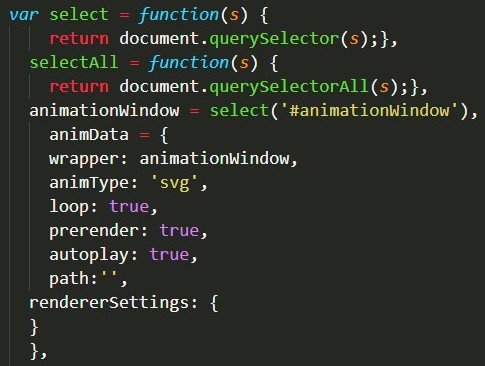 var select = function(s) {
    return document.querySelector(s);},
  selectAll = function(s) {
    return document.querySelectorAll(s);},
  animationWindow = select('#animationWindow'),
    animData = {
    wrapper: animationWindow,
    animType: 'svg',
    loop: true,
    prerender: true,
    autoplay: true,
    path:'',
  rendererSettings: {
  }
  },